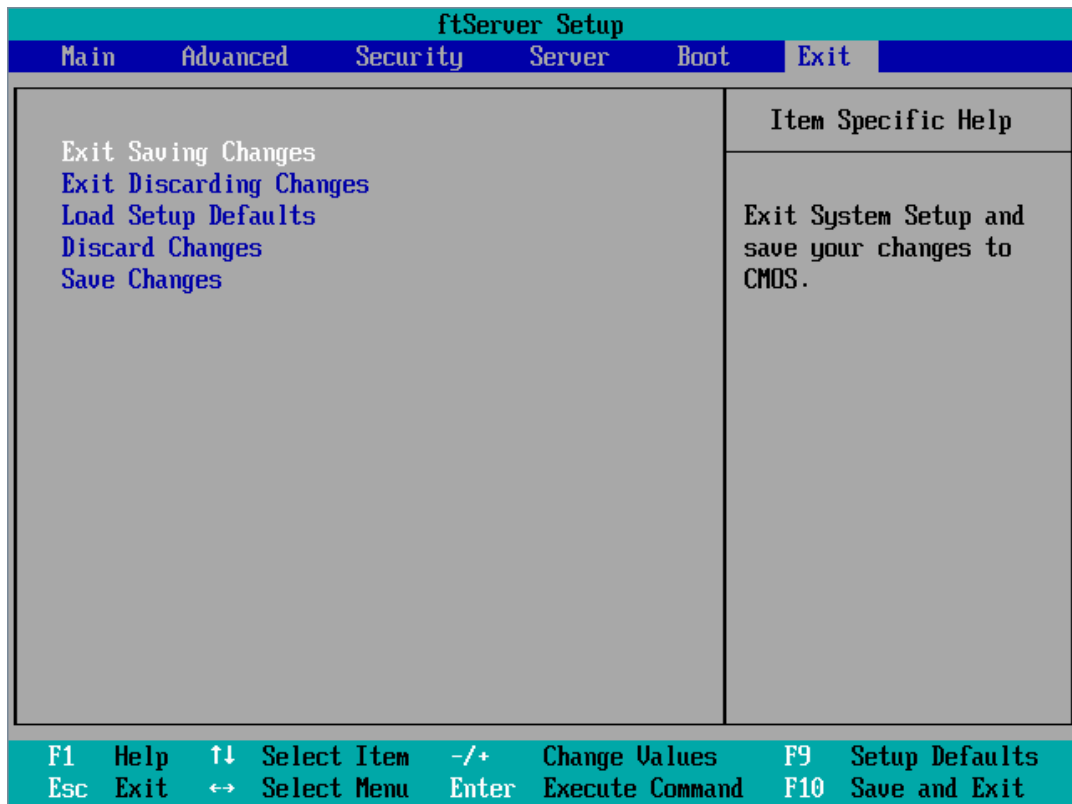 ftServer Setup
Main Advanced Security Server Boot Exit
Exit Saving Changes
Exit Discarding Changes
Load Setup Defaults
Discard Changes
Save Changes
Item Specific Help
Exit System Setup and
save your changes to
CMOS.
F1 Help ↑↓ Select Item -/+ Change Values F9 Setup Defaults
Esc Exit ↔ Select Menu Enter Execute Command F10 Save and Exit